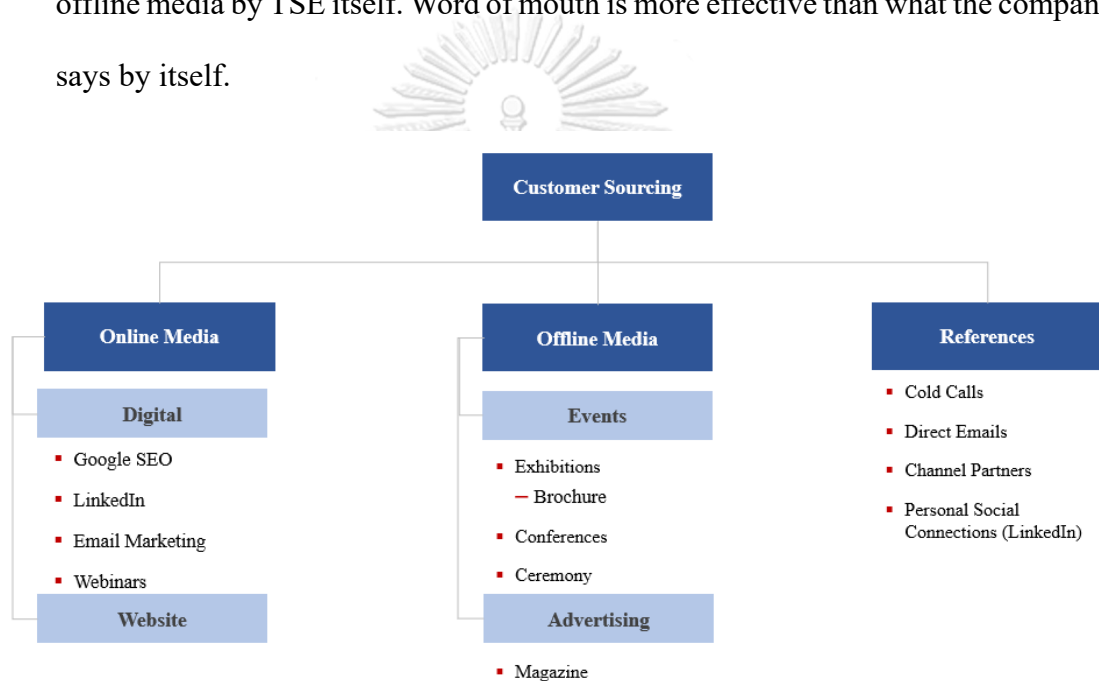 offline media by TSE itself. Word of mouth is more effective than what the compan
says by itself.
Customer Sourcing
Online Media
Digital
▪ Google SEO
▪ LinkedIn
▪ Email Marketing
▪ Webinars
Website
Offline Media
Events
▪ Exhibitions
– Brochure
▪ Conferences
▪ Ceremony
Advertising
▪ Magazine
References
▪ Cold Calls
▪ Direct Emails
▪ Channel Partners
▪ Personal Social
Connections (LinkedIn)